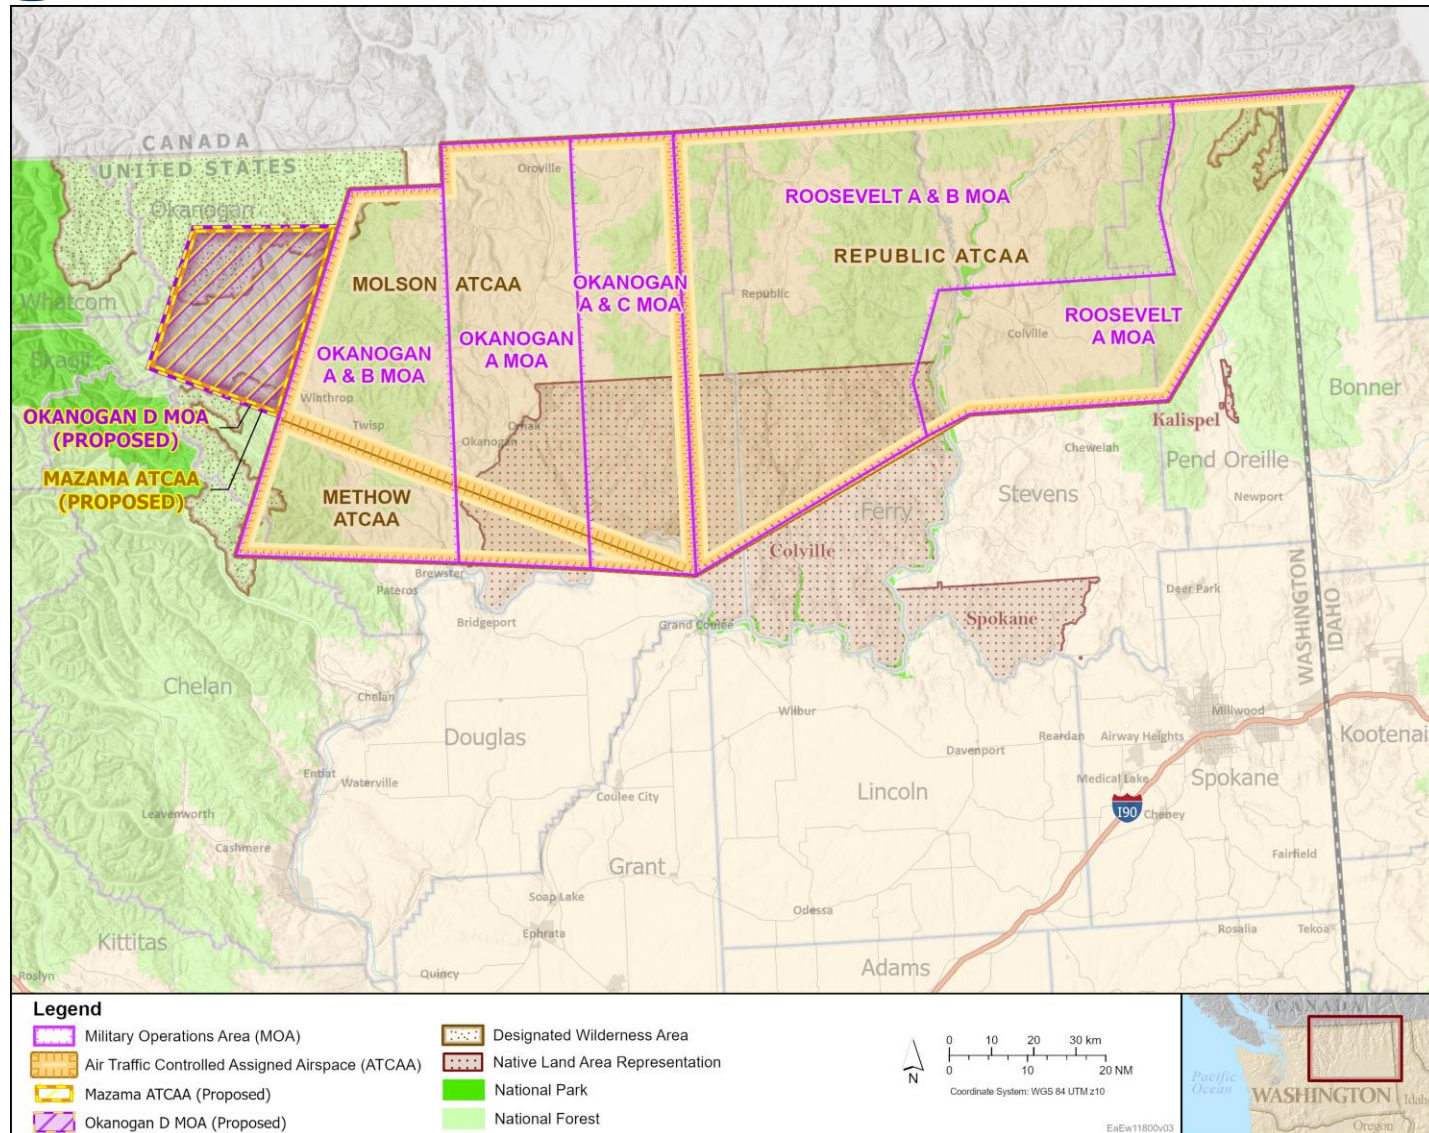 CANADA
UNITED STATES
Okanogan
Whatcom
Skagit
Oroville
ROOSEVELT A & B MOA
REPUBLIC ATCAA
MOLSON ATCAA
OKANOGAN
A & C MOA
Republic
OKANOGAN
A & B MOA
OKANOGAN
A MOA
ROOSEVELT
A MOA
Colville
Bonner
Winthrop
Twisp
Omak
Okanogan
OKANOGAN D MOA
(PROPOSED)
MAZAMA ATCAA
(PROPOSED)
METHOW
ATCAA
Kalispel
Chewelah
Pend Oreille
Stevens
Newport
Ferry
Colville
Brewster
Pateros
Bridgeport
Grand Coulee
Spokane
Deer Park
WASHINGTON
IDAHO
Chelan
Chelan
Douglas
Wilbur
Millwood
Reardan
Airway Heights
Kootenai
Davenport
Entiat
Waterville
Coulee City
Lincoln
Medical Lake
Spokane
I90
Cheney
Leavenworth
Cashmere
Grant
Fairfield
Soap Lake
Odessa
Ephrata
Rosalia
Tekoa
Kittitas
Adams
Roslyn
Quincy
Legend
Military Operations Area (MOA)
Air Traffic Controlled Assigned Airspace (ATCAA)
Mazama ATCAA (Proposed)
Okanogan D MOA (Proposed)
Designated Wilderness Area
Native Land Area Representation
National Park
National Forest
N
0 10 20 30 km
0 10 20 NM
Coordinate System: WGS 84 UTM z10
EaEw11800v03
CANADA
Pacific
Ocean
WASHINGTON
Idaho
Oregon